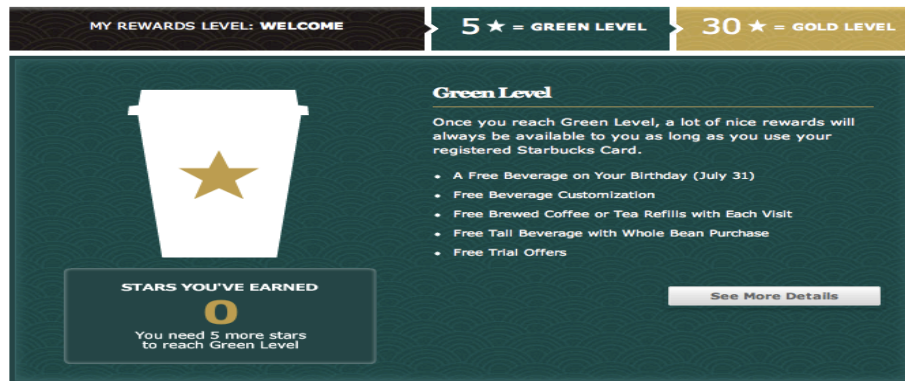 MY REWARDS LEVEL: WELCOME
5 ★ = GREEN LEVEL
30 ★ = GOLD LEVEL
Green Level
Once you reach Green Level, a lot of nice rewards will
always be available to you as long as you use your
registered Starbucks Card.
• A Free Beverage on Your Birthday (July 31)
• Free Beverage Customization
• Free Brewed Coffee or Tea Refills with Each Visit
• Free Tall Beverage with Whole Bean Purchase
• Free Trial Offers
See More Details
STARS YOU'VE EARNED
0
You need 5 more stars
to reach Green Level